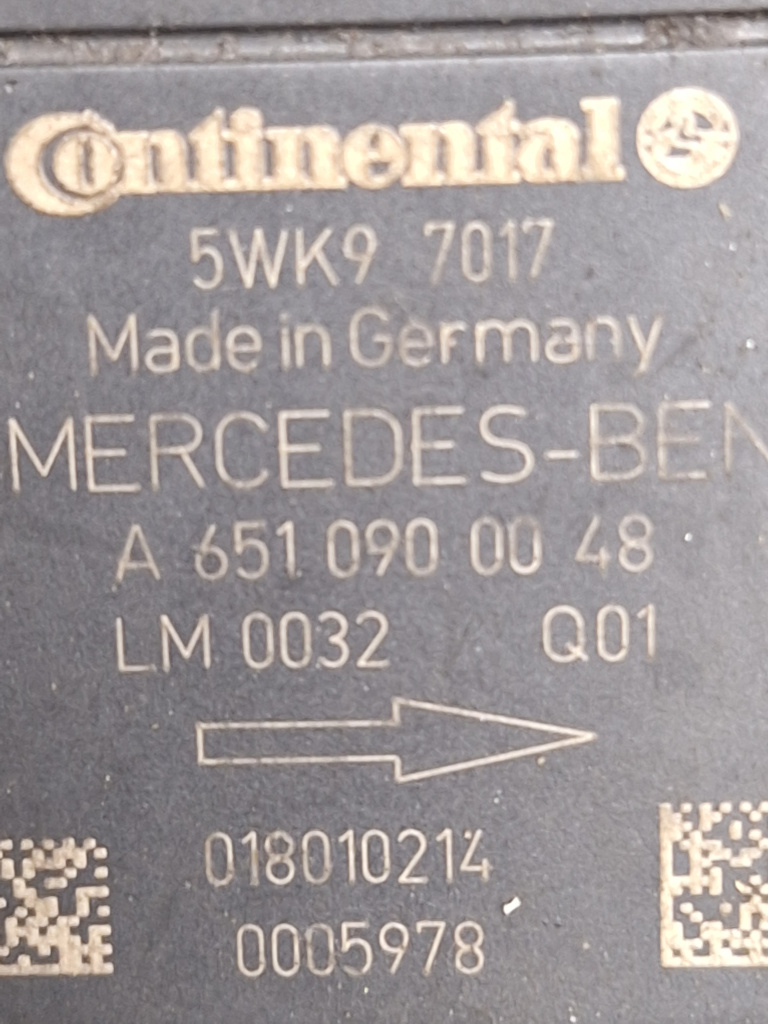 Continental
5WK9 7017
Made in Germany
MERCEDES-BEN
A 651 090 00 48
LM 0032 Q01
018010214
0005978